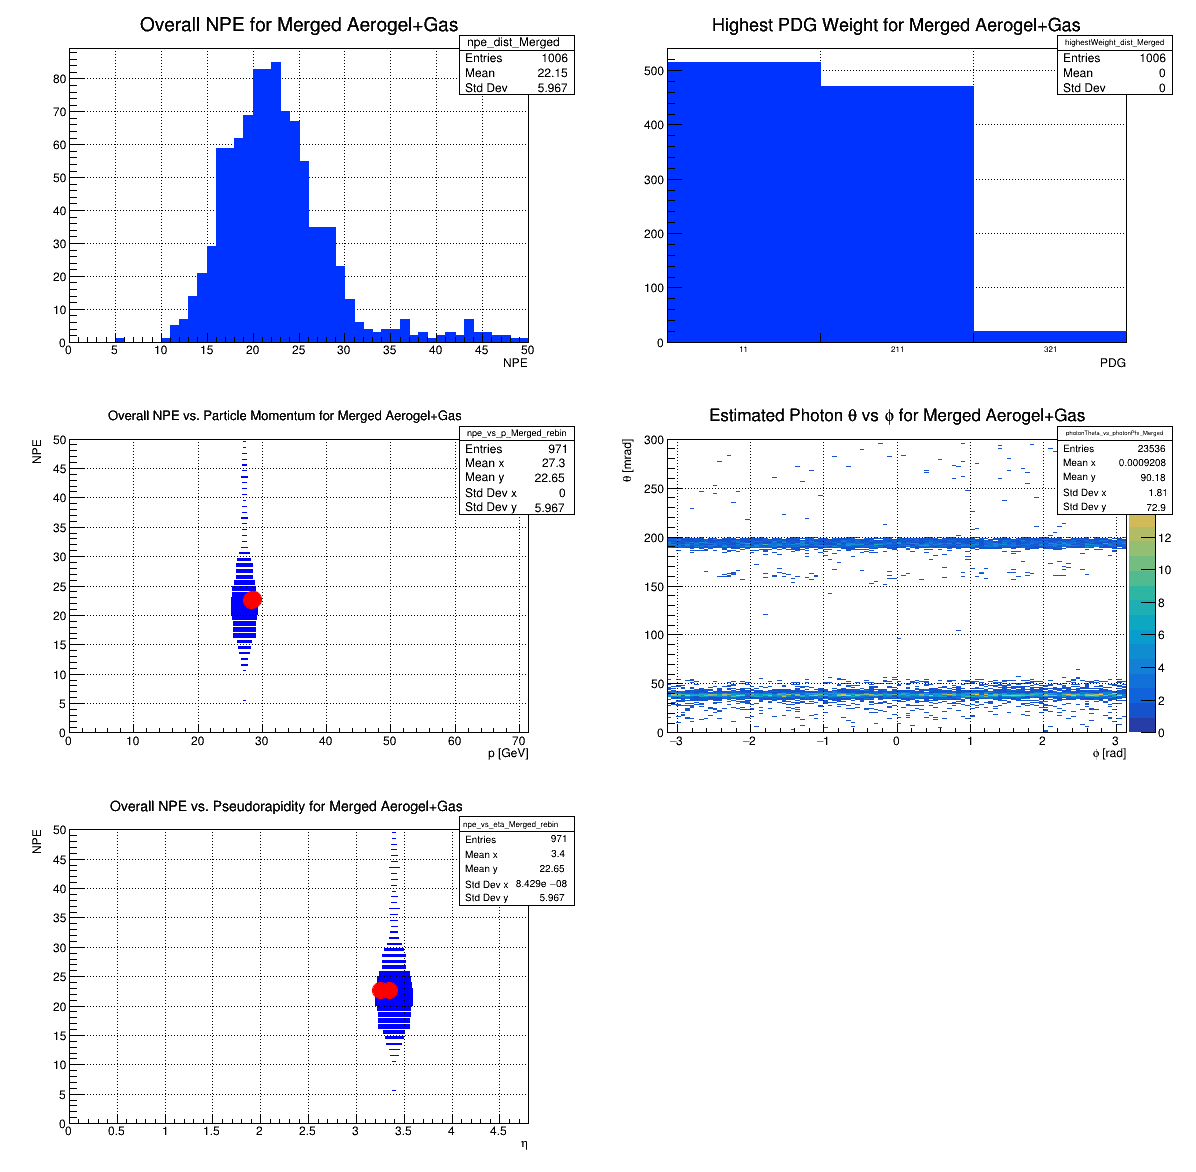 Overall NPE for Merged Aerogel+Gas
npe_dist_Merged
Entries 1006
Mean 22.15
Std Dev 5.967
80
70
60
50
40
30
20
10
0
0 5 10 15 20 25 30 35 40 45 50
NPE
Highest PDG Weight for Merged Aerogel+Gas
highestWeight_dist_Merged
Entries 1006
Mean 0
Std Dev 0
500
400
300
200
100
0
11 211 321
PDG
Overall NPE vs. Particle Momentum for Merged Aerogel+Gas
npe_vs_p_Merged_rebin
Entries 971
Mean x 27.3
Mean y 22.65
Std Dev x 0
Std Dev y 5.967
NPE
50
45
40
35
30
25
20
15
10
5
0
0 10 20 30 40 50 60 70
p [GeV]
Estimated Photon θ vs ϕ for Merged Aerogel+Gas
photonTheta_vs_photonPhi_Merged
Entries 23536
Mean x 0.0009208
Mean y 90.18
Std Dev x 1.81
Std Dev y 72.9
θ [mrad]
300
250
200
150
100
50
0
−3 −2 −1 0 1 2 3
ϕ [rad]
12
10
8
6
4
2
0
Overall NPE vs. Pseudorapidity for Merged Aerogel+Gas
npe_vs_eta_Merged_rebin
Entries 971
Mean x 3.4
Mean y 22.65
Std Dev x 8.429e −08
Std Dev y 5.967
NPE
50
45
40
35
30
25
20
15
10
5
0
0 0.5 1 1.5 2 2.5 3 3.5 4 4.5
η